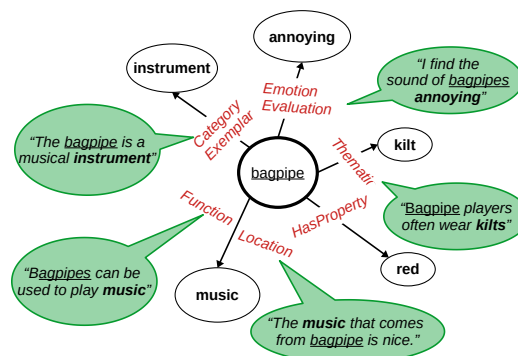 annoying
instrument
"I find the
sound of bagpipes
annoying"
Emotion
Evaluation
"The bagpipe is a
musical instrument"
Category
Exemplar
bagpipe
Thematic
kilt
"Bagpipe players
often wear kilts"
Function
Location
HasProperty
red
"Bagpipes can be
used to play music"
music
"The music that comes
from bagpipe is nice."